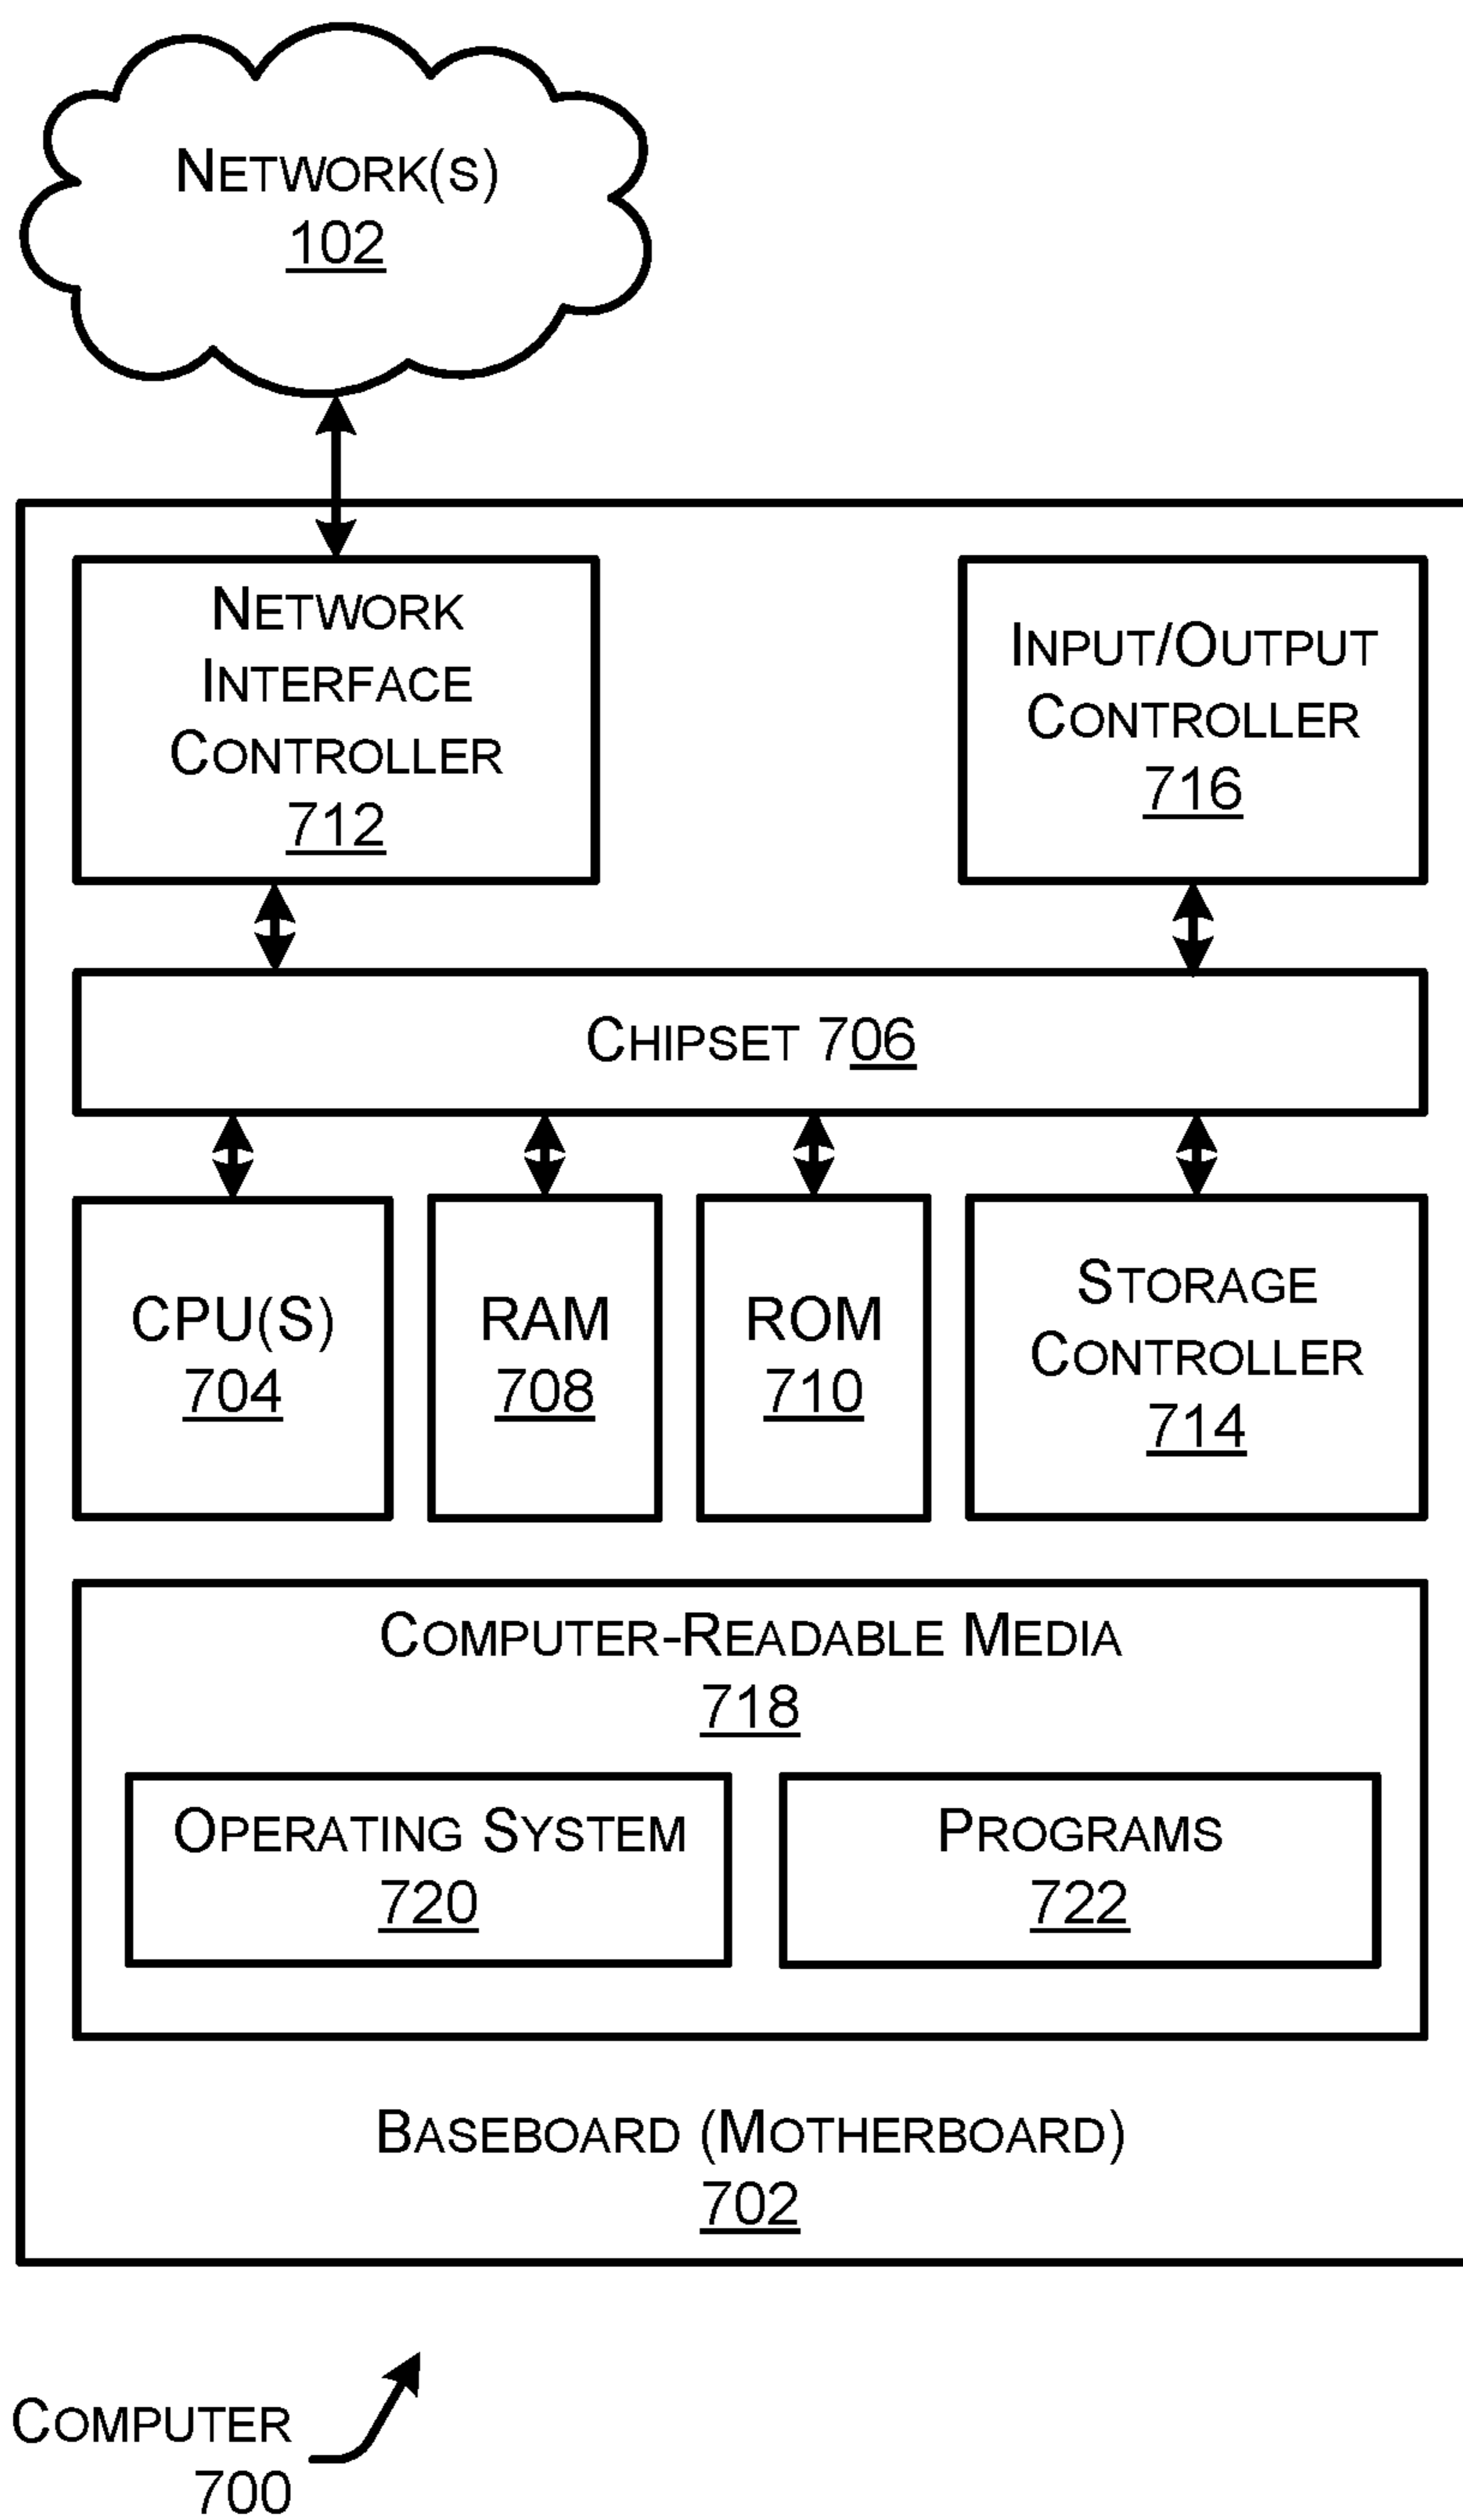 NETWORK(S)
102
NETWORK
INTERFACE
CONTROLLER
712
INPUT/OUTPUT
CONTROLLER
716
CHIPSET 706
CPU(S)
704
RAM
708
ROM
710
STORAGE
CONTROLLER
714
COMPUTER-READABLE MEDIA
718
OPERATING SYSTEM
720
PROGRAMS
722
BASEBOARD (MOTHERBOARD)
702
COMPUTER
700